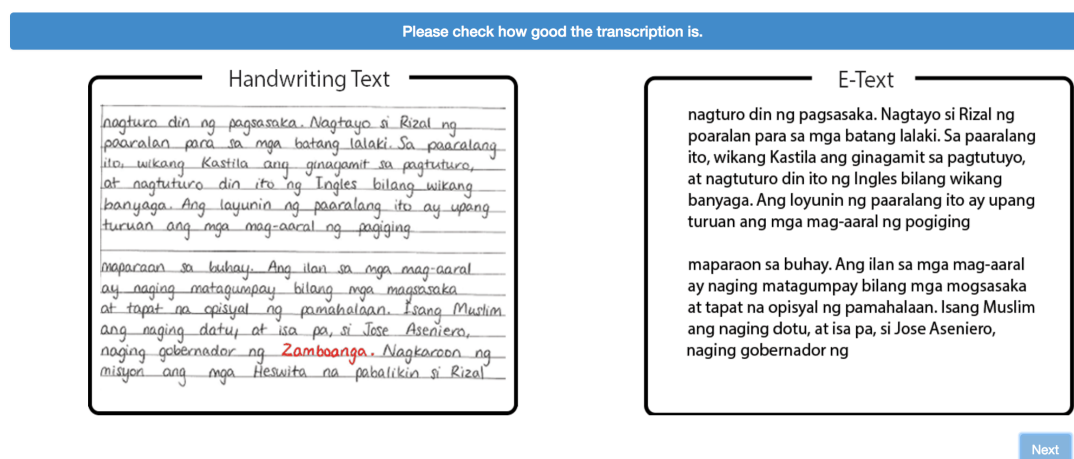 Please check how good the transcription is.
Handwriting Text
nagturo din ng pagsasaka. Nagtayo si Rizal ng
paaralan para sa mga batang lalaki. Sa paaralang
ito, wikang Kastila ang ginagamit sa pagtuturo,
at nagtuturo din ito ng Ingles bilang wikang
banyaga. Ang layunin ng paaralang ito ay upang
turuan ang mga mag-aaral ng pagiging
maparaan sa buhay. Ang ilan sa mga mag-aaral
ay naging matagumpay bilang mga magsasaka
at tapat na opisyal ng pamahalaan. Isang Muslim
ang naging datu, at isa pa, si Jose Aseniero,
naging gobernador ng Zamboanga. Nagkaroon ng
misyon ang mga Heswita na pabalikin si Rizal
E-Text
nagturo din ng pagsasaka. Nagtayo si Rizal ng
poaralan para sa mga batang lalaki. Sa paaralang
ito, wikang Kastila ang ginagamit sa pagtutuyo,
at nagtuturo din ito ng Ingles bilang wikang
banyaga. Ang loyunin ng paaralang ito ay upang
turuan ang mga mag-aaral ng pogiging
maparaon sa buhay. Ang ilan sa mga mag-aaral
ay naging matagumpay bilang mga mogsasaka
at tapat na opisyal ng pamahalaan. Isang Muslim
ang naging dotu, at isa pa, si Jose Aseniero,
naging gobernador ng
Next